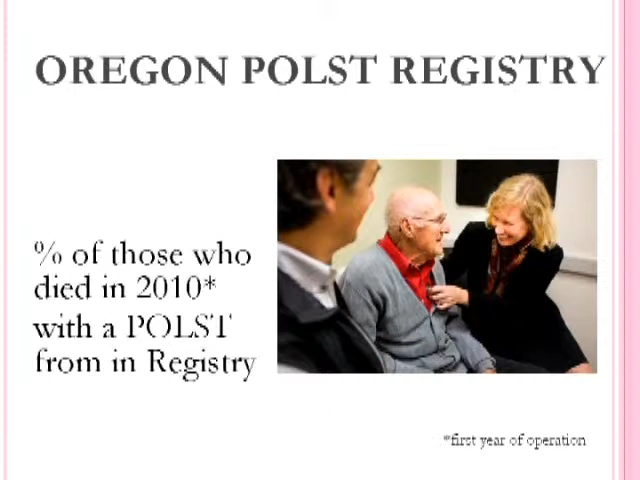 OREGON POLST REGISTRY
% of those who
died in 2010*
with a POLST
from in Registry
*first year of operation